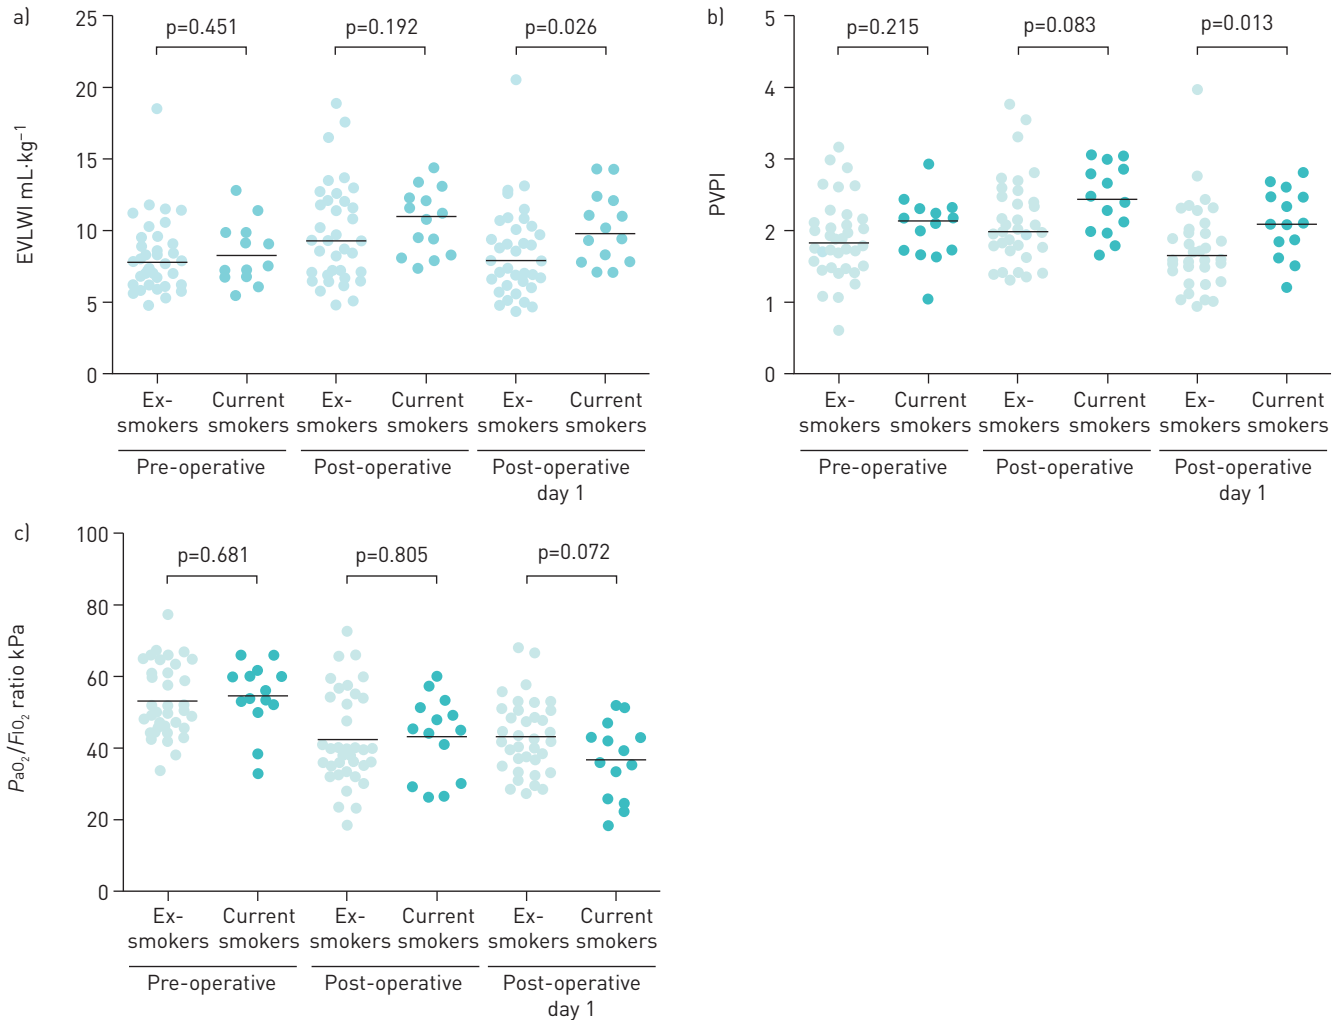 a)
EVLWI mL·kg⁻¹
25
20
15
10
5
0
p=0.451
p=0.192
p=0.026
Ex-
smokers
Current
smokers
Ex-
smokers
Current
smokers
Ex-
smokers
Current
smokers
Pre-operative
Post-operative
Post-operative
day 1
b)
PVPI
5
4
3
2
1
0
p=0.215
p=0.083
p=0.013
Ex-
smokers
Current
smokers
Ex-
smokers
Current
smokers
Ex-
smokers
Current
smokers
Pre-operative
Post-operative
Post-operative
day 1
c)
PaO₂/FIO₂ ratio kPa
100
80
60
40
20
0
p=0.681
p=0.805
p=0.072
Ex-
smokers
Current
smokers
Ex-
smokers
Current
smokers
Ex-
smokers
Current
smokers
Pre-operative
Post-operative
Post-operative
day 1